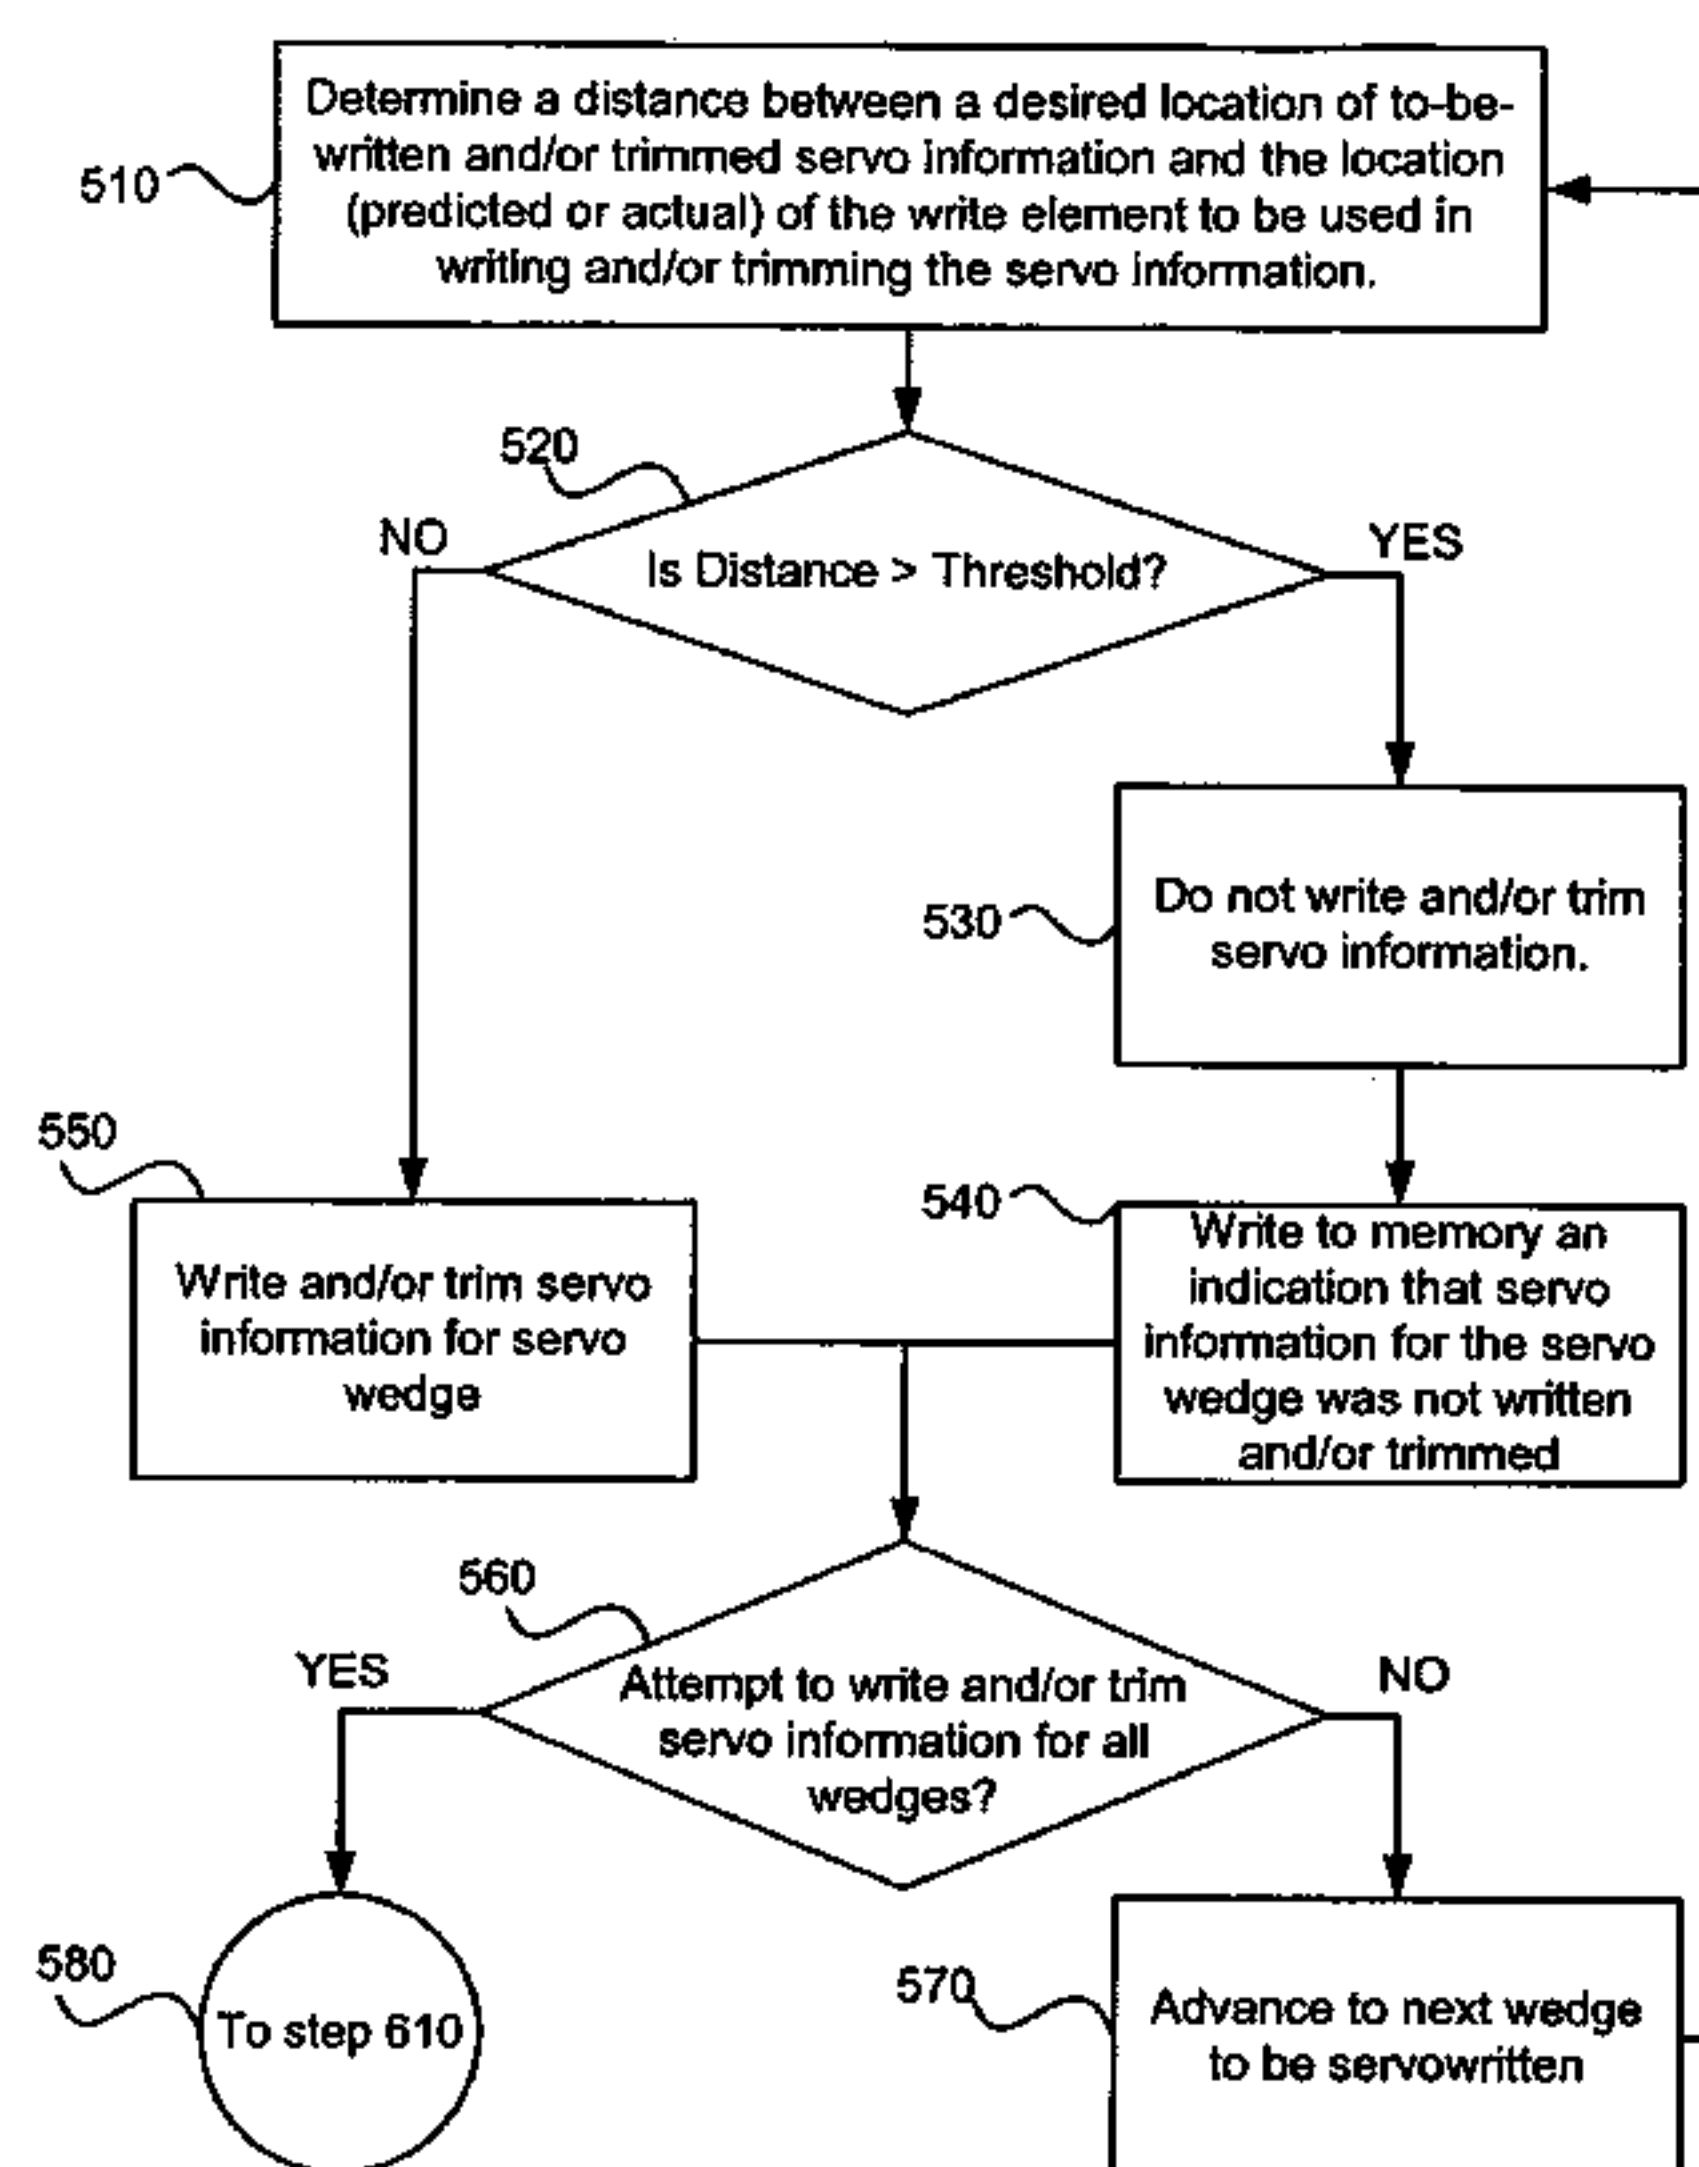 Determine a distance between a desired location of to-be-
written and/or trimmed servo information and the location
(predicted or actual) of the write element to be used in
writing and/or trimming the servo information.
510
520
NO
YES
Is Distance > Threshold?
530
Do not write and/or trim
servo information.
550
540
Write and/or trim servo
information for servo
wedge
Write to memory an
indication that servo
information for the servo
wedge was not written
and/or trimmed
560
YES
NO
Attempt to write and/or trim
servo information for all
wedges?
580
To step 610
570
Advance to next wedge
to be servowritten